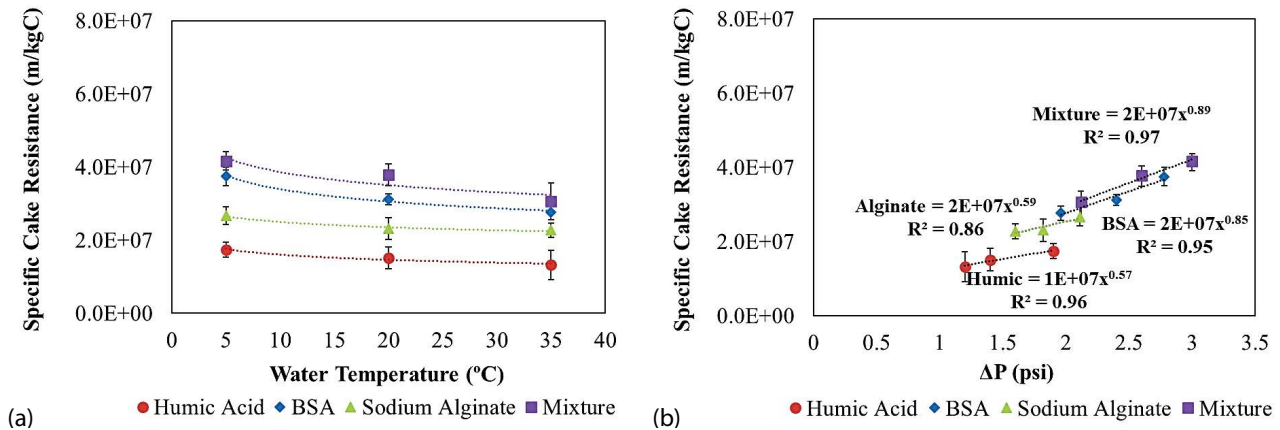 Specific Cake Resistance (m/kgC)
8.0E+07
6.0E+07
4.0E+07
2.0E+07
0.0E+00
0 5 10 15 20 25 30 35 40
Water Temperature (ºC)
(a) Humic Acid BSA Sodium Alginate Mixture
Specific Cake Resistance (m/kgC)
8.0E+07
6.0E+07
4.0E+07
2.0E+07
0.0E+00
Mixture = 2E+07x^0.89
R² = 0.97
Alginate = 2E+07x^0.59
R² = 0.86
BSA = 2E+07x^0.85
R² = 0.95
Humic = 1E+07x^0.57
R² = 0.96
0 0.5 1 1.5 2 2.5 3 3.5
ΔP (psi)
(b) Humic Acid BSA Sodium Alginate Mixture